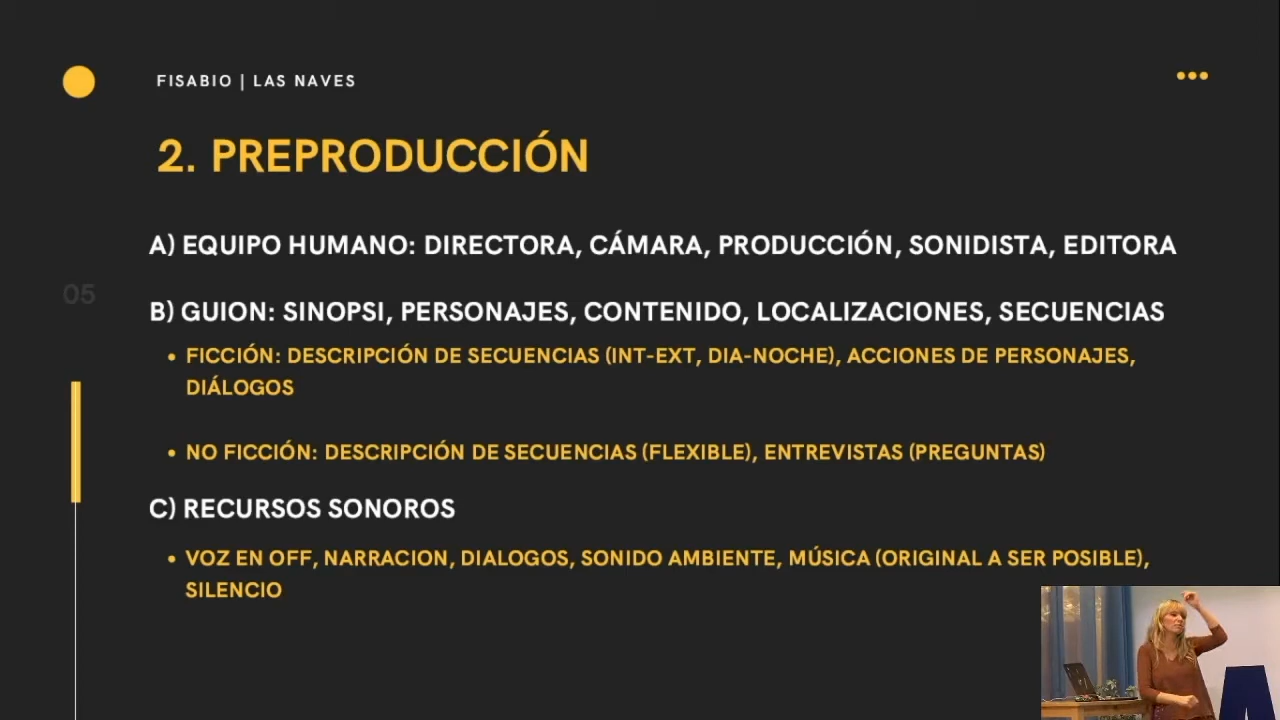 FISABIO | LAS NAVES
2. PREPRODUCCIÓN
A) EQUIPO HUMANO: DIRECTORA, CÁMARA, PRODUCCIÓN, SONIDISTA, EDITORA
05
B) GUION: SINOPSI, PERSONAJES, CONTENIDO, LOCALIZACIONES, SECUENCIAS
• FICCIÓN: DESCRIPCIÓN DE SECUENCIAS (INT-EXT, DIA-NOCHE), ACCIONES DE PERSONAJES,
DIÁLOGOS
• NO FICCIÓN: DESCRIPCIÓN DE SECUENCIAS (FLEXIBLE), ENTREVISTAS (PREGUNTAS)
C) RECURSOS SONOROS
• VOZ EN OFF, NARRACION, DIALOGOS, SONIDO AMBIENTE, MÚSICA (ORIGINAL A SER POSIBLE),
SILENCIO